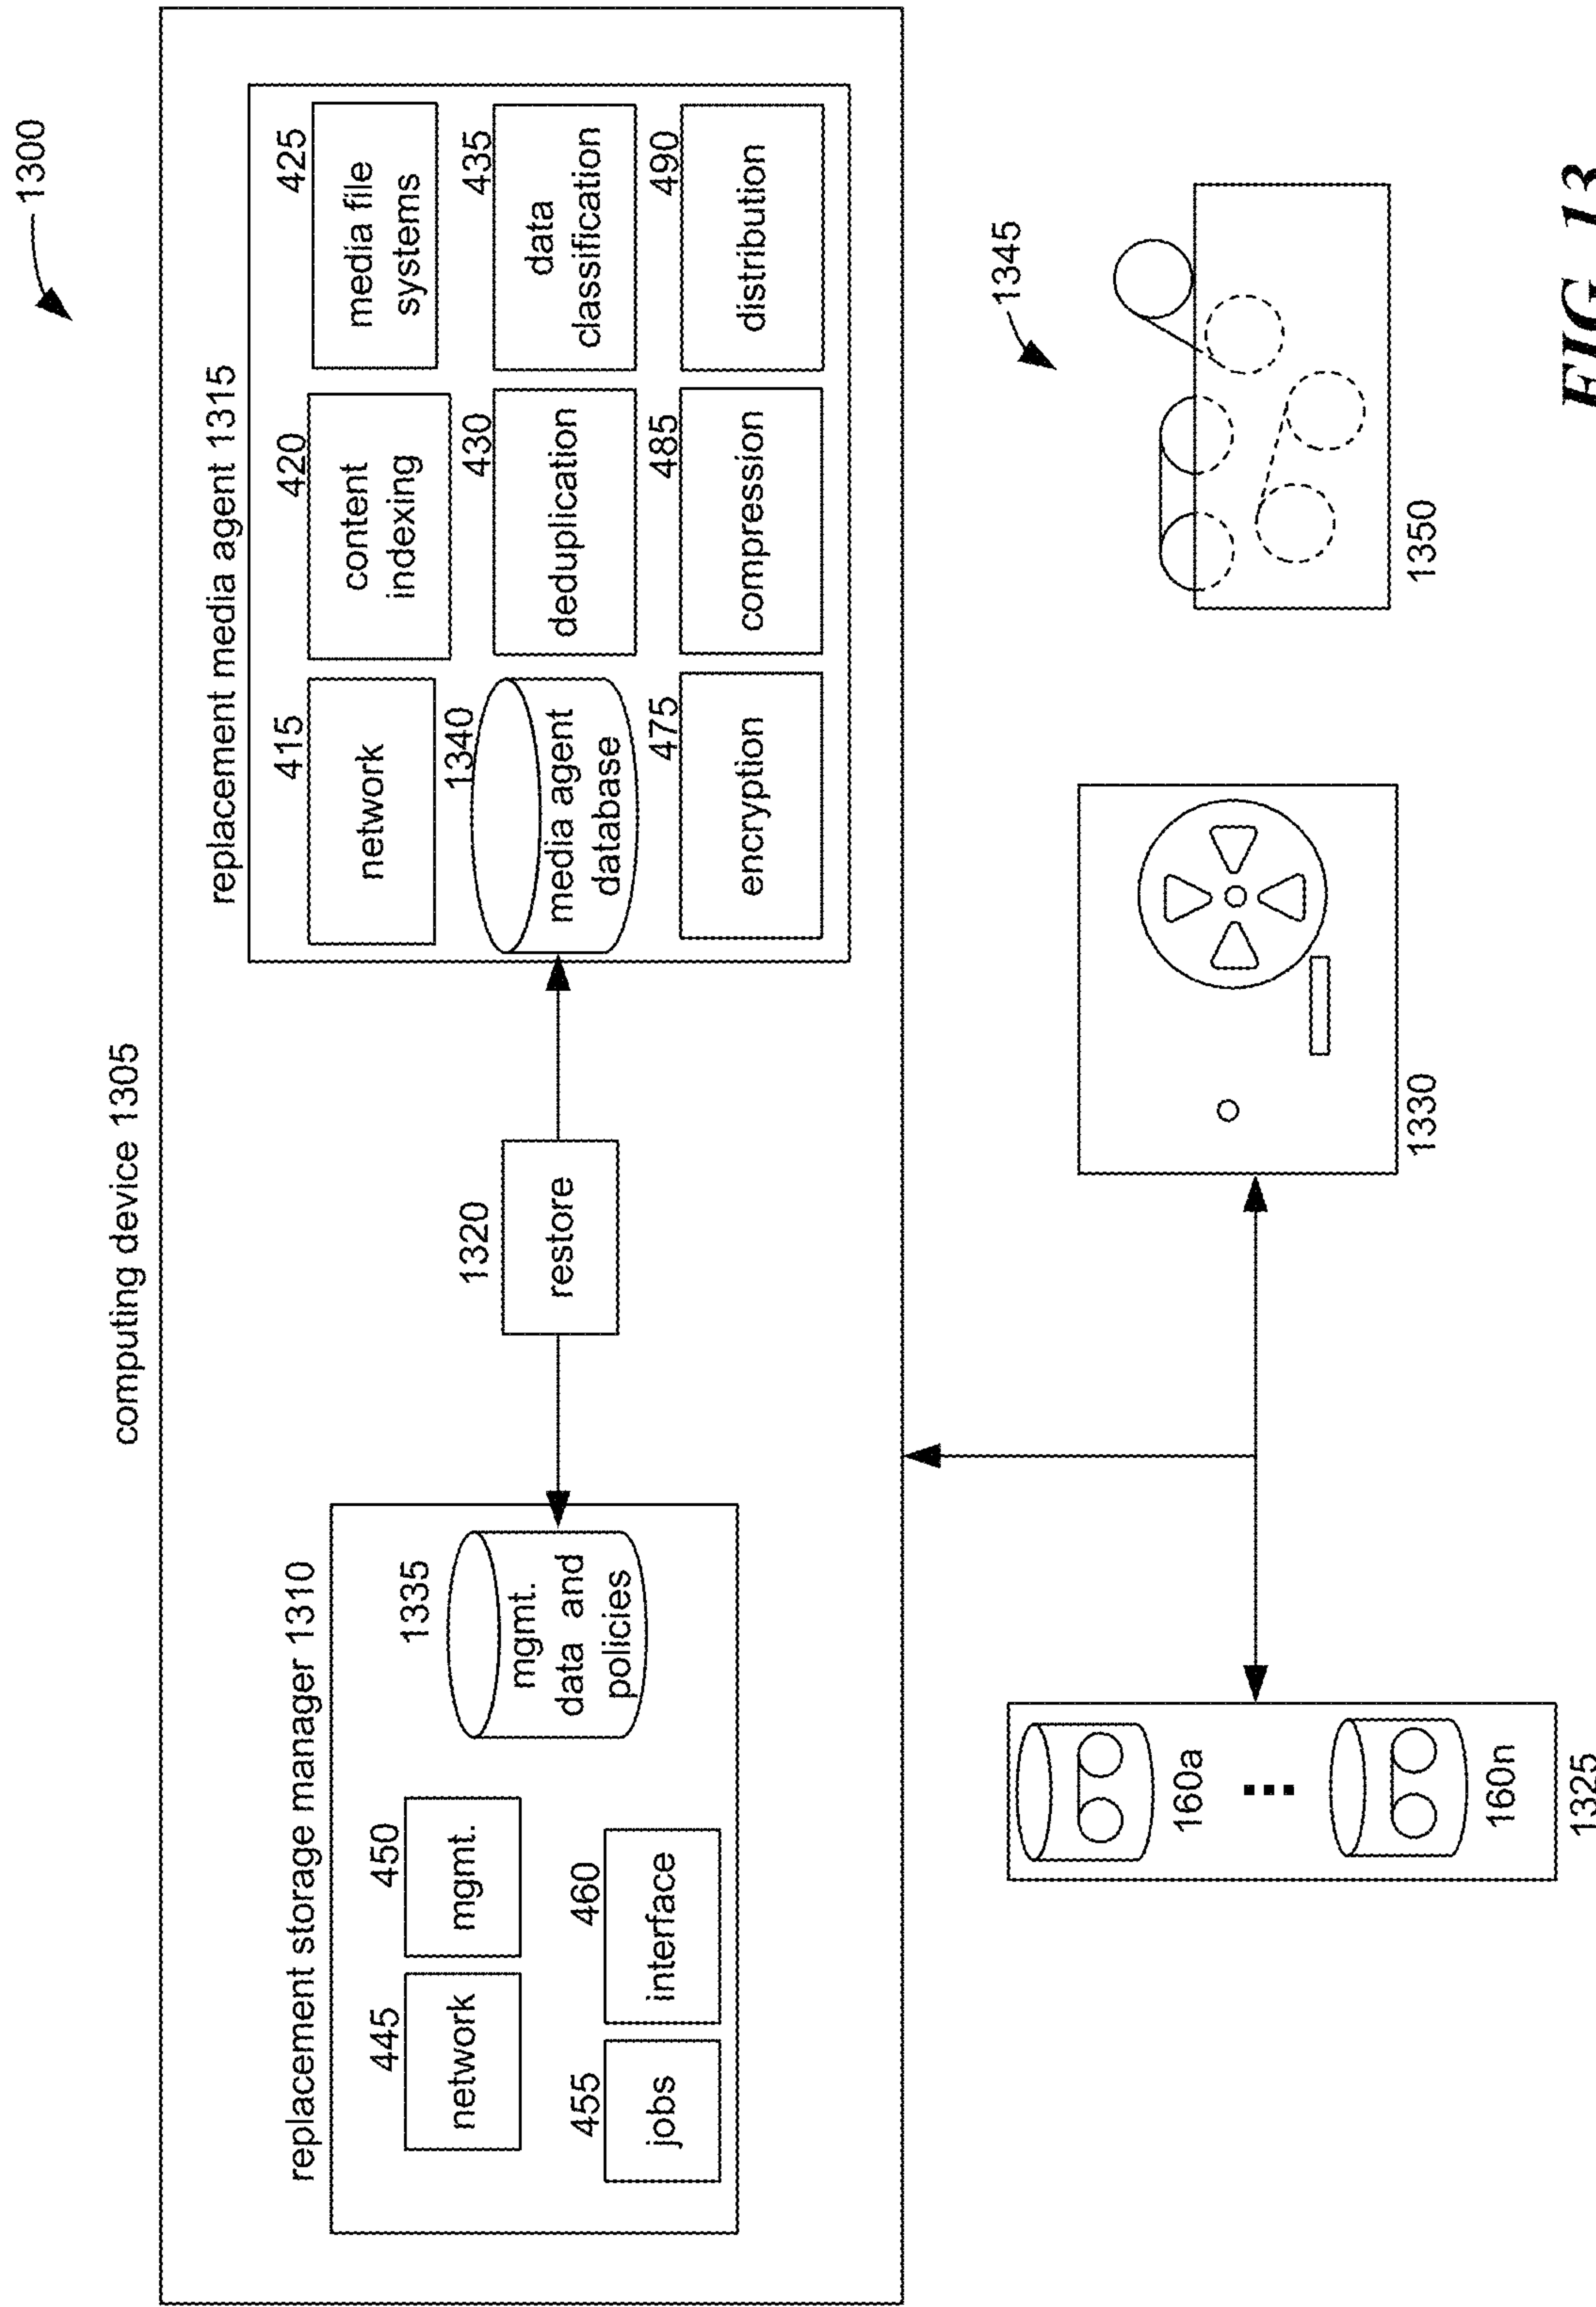 1300
computing device 1305
replacement storage manager 1310
445
network
450
mgmt.
455
jobs
460
interface
1335
mgmt.
data and
policies
1320
restore
replacement media agent 1315
415
network
420
content
indexing
425
media file
systems
1340
media agent
database
430
deduplication
435
data
classification
475
encryption
485
compression
490
distribution
160a
160n
1325
1330
1345
1350
FIG. 13